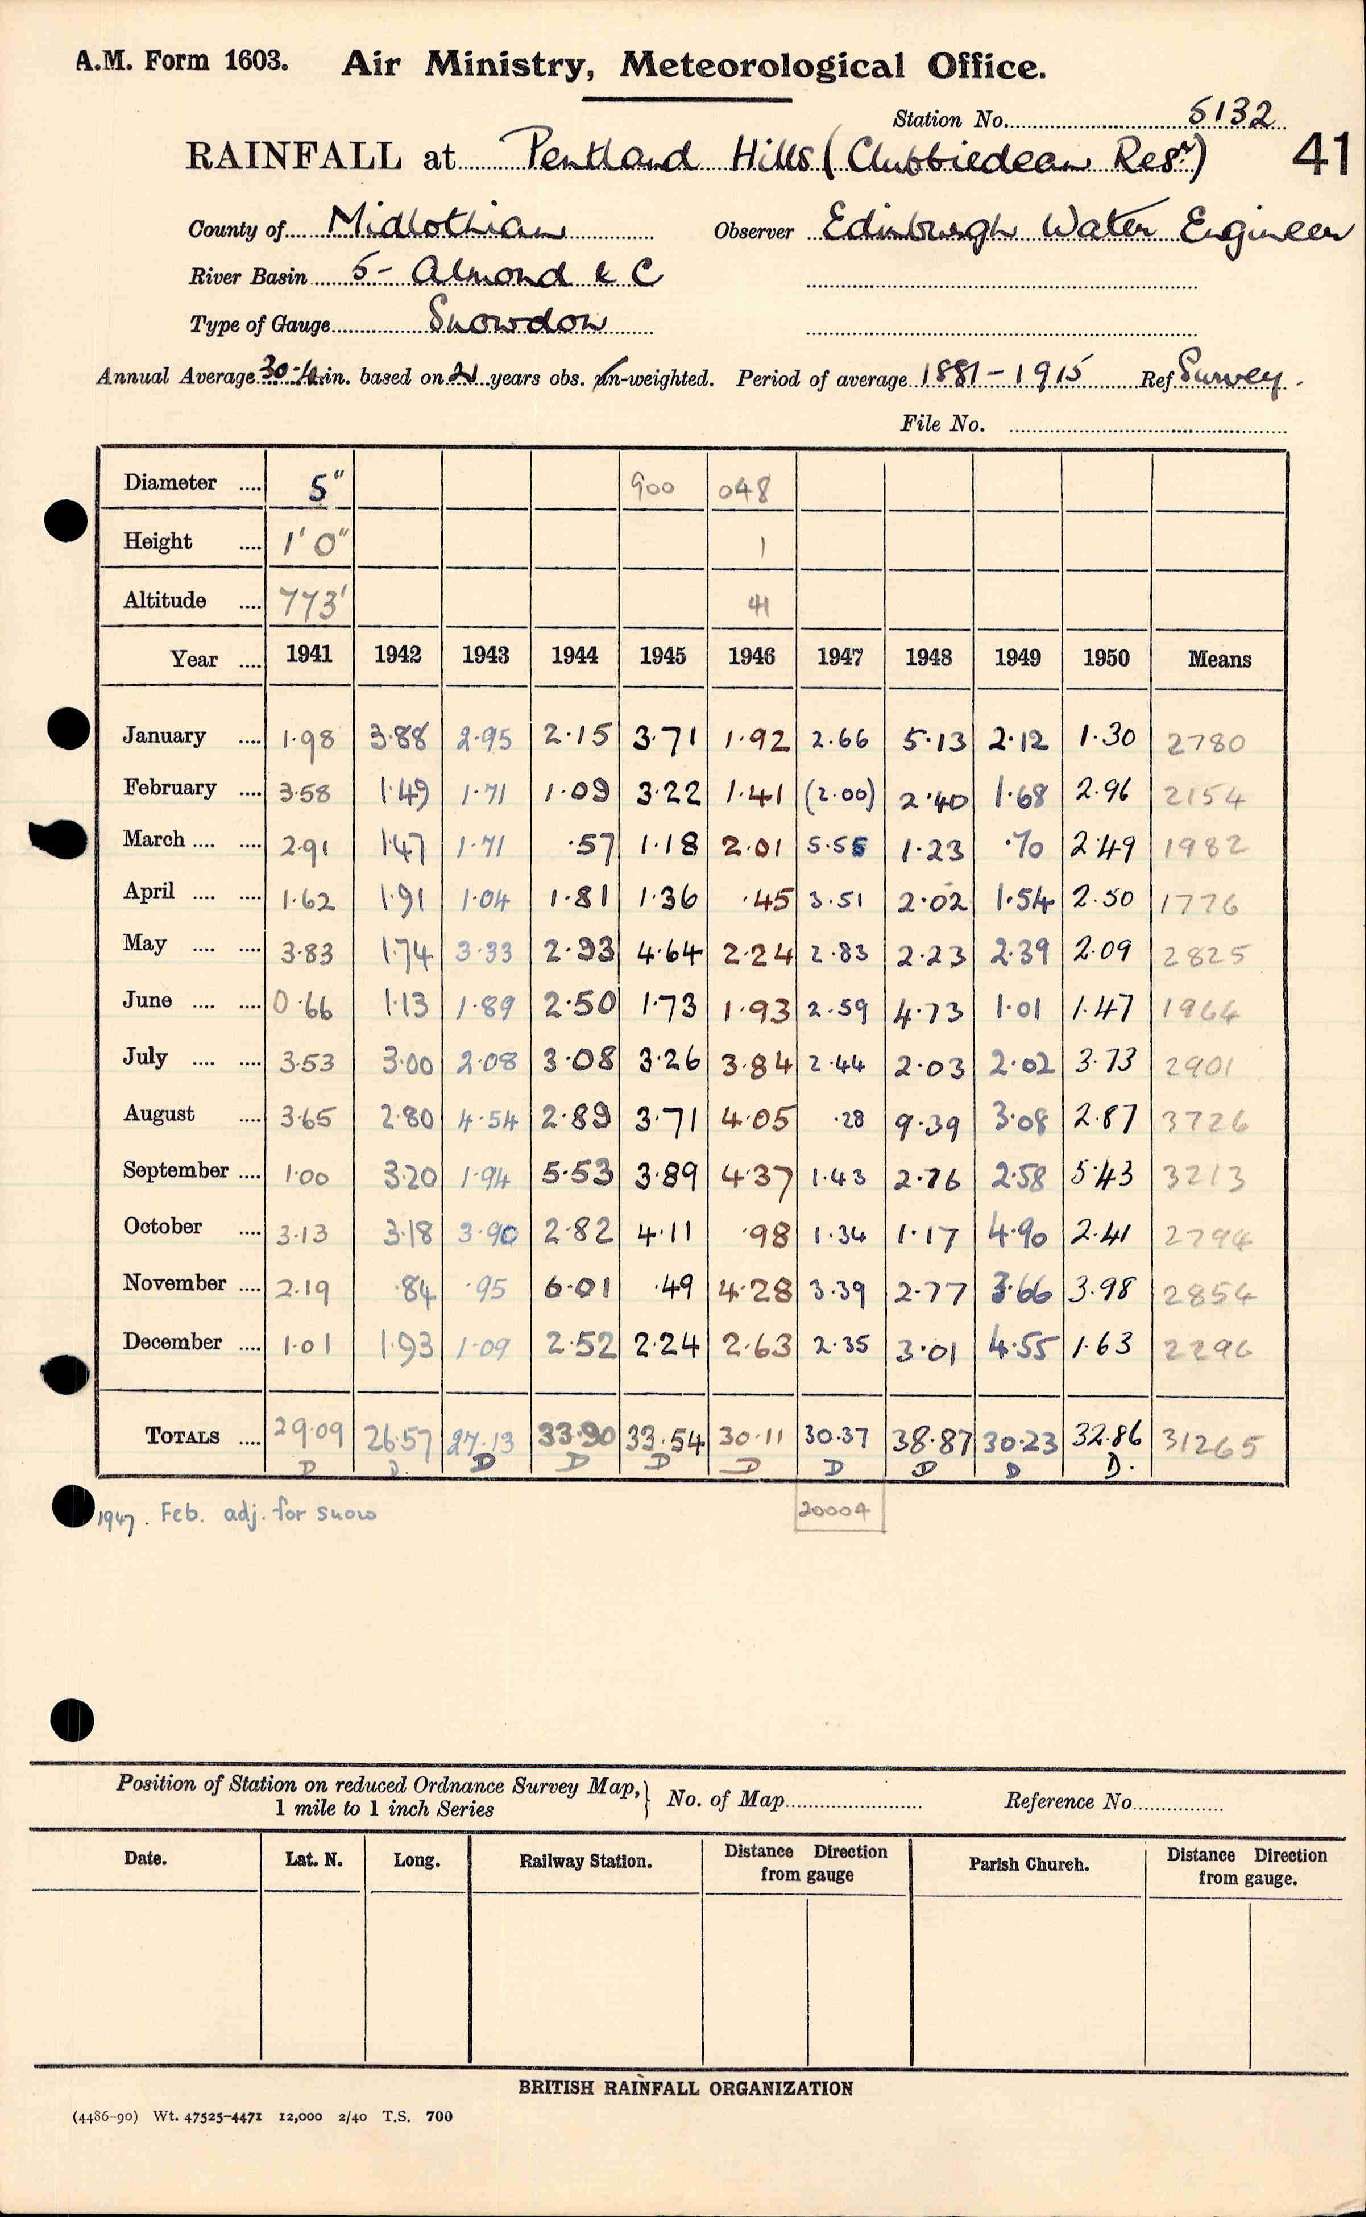 A.M. Form 1603. Air Ministry, Meteorological Office.
Station No. 5132
RAINFALL at Pentland Hills (Clubbiedean Resr) 41
County of Midlothian Observer Edinburgh Water Engineer
River Basin 5- Almond & C
Type of Gauge Snowdon
Annual Average in. based on years obs. -weighted. Period of average 1881-1915 Ref Survey.
File No.
Diameter .... 5" 900 048
Height .... 1' 0" 1
Altitude .... 773' 41
Year .... 1941 1942 1943 1944 1945 1946 1947 1948 1949 1950 Means
January .... 1.98 3.88 2.95 2.15 3.71 1.92 2.66 5.13 2.12 1.30 2780
February .... 3.58 1.49 1.71 1.09 3.22 1.41 (2.00) 2.40 1.68 2.96 2154
March .... .... 2.91 1.47 1.71 .57 1.18 2.01 5.55 1.23 .70 2.49 1982
April .... .... 1.62 1.91 1.04 1.81 1.36 .45 3.51 2.02 1.54 2.50 1776
May .... .... 3.83 1.74 3.33 2.93 4.64 2.24 2.83 2.23 2.39 2.09 2825
June .... .... 0.66 1.13 1.89 2.50 1.73 1.93 2.59 4.73 1.01 1.47 1964
July .... .... 3.53 3.00 2.08 3.08 3.26 3.84 2.44 2.03 2.02 3.73 2901
August .... 3.65 2.80 4.54 2.89 3.71 4.05 .28 9.39 3.08 2.87 3726
September .... 1.00 3.20 1.94 5.53 3.89 4.37 1.43 2.76 2.58 5.43 3213
October .... 3.13 3.18 3.90 2.82 4.11 .98 1.34 1.17 4.90 2.41 2794
November .... 2.19 .84 .95 6.01 .49 4.28 3.39 2.77 3.66 3.98 2856
December .... 1.01 1.93 1.09 2.52 2.24 2.63 2.35 3.01 4.55 1.63 2296
TOTALS .... 29.09 26.57 27.13 33.90 33.54 30.11 30.37 38.87 30.23 32.86 31265
D D D D D D D D D D.
1947. Feb. adj. for snow 20004
Position of Station on reduced Ordnance Survey Map, } No. of Map Reference No
1 mile to 1 inch Series
Date. Lat. N. Long. Railway Station. Distance Direction from gauge Parish Church. Distance Direction from gauge.
BRITISH RAINFALL ORGANIZATION
(4486-90) Wt. 47525-4471 12,000 2/40 T.S. 700